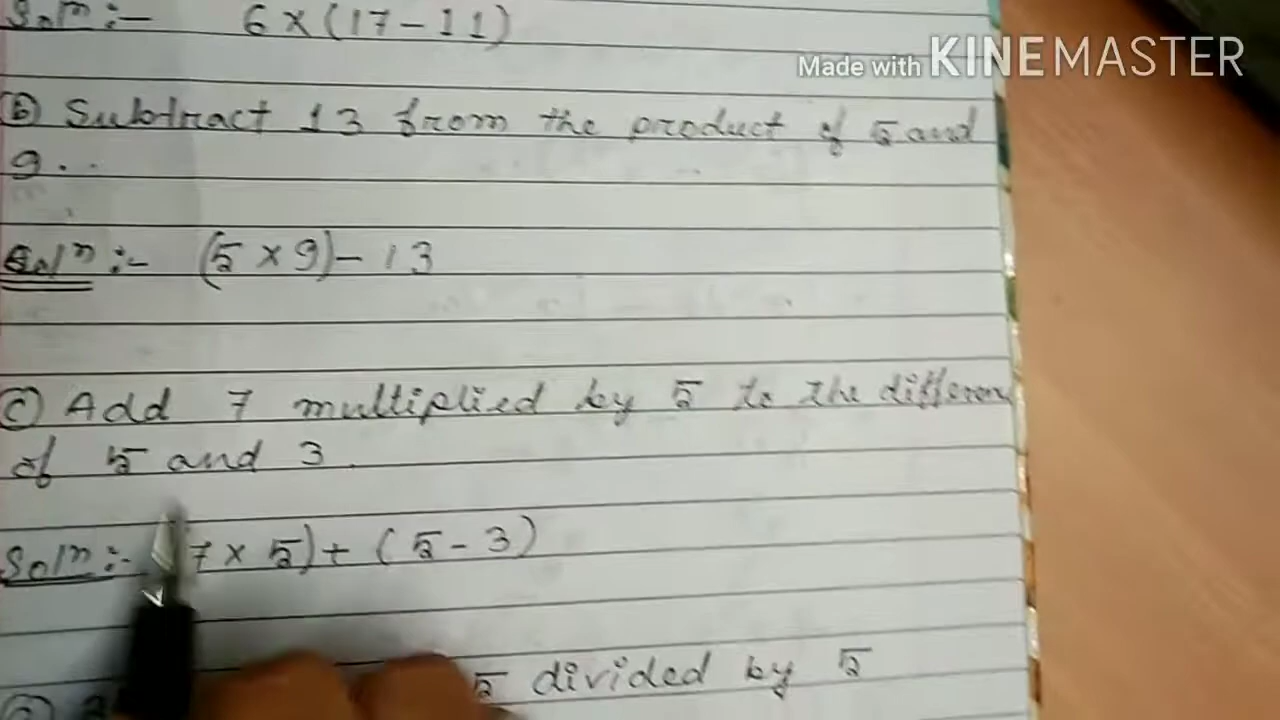 Solⁿ :- 6 × (17 - 11)
Made with KINEMASTER
(b) Subtract 13 from the product of 5 and
9..
Solⁿ :- (5 × 9) - 13
(c) Add 7 multiplied by 5 to the differen
of 5 and 3.
Solⁿ :- 7 × 5) + (5 - 3)
5 divided by 5